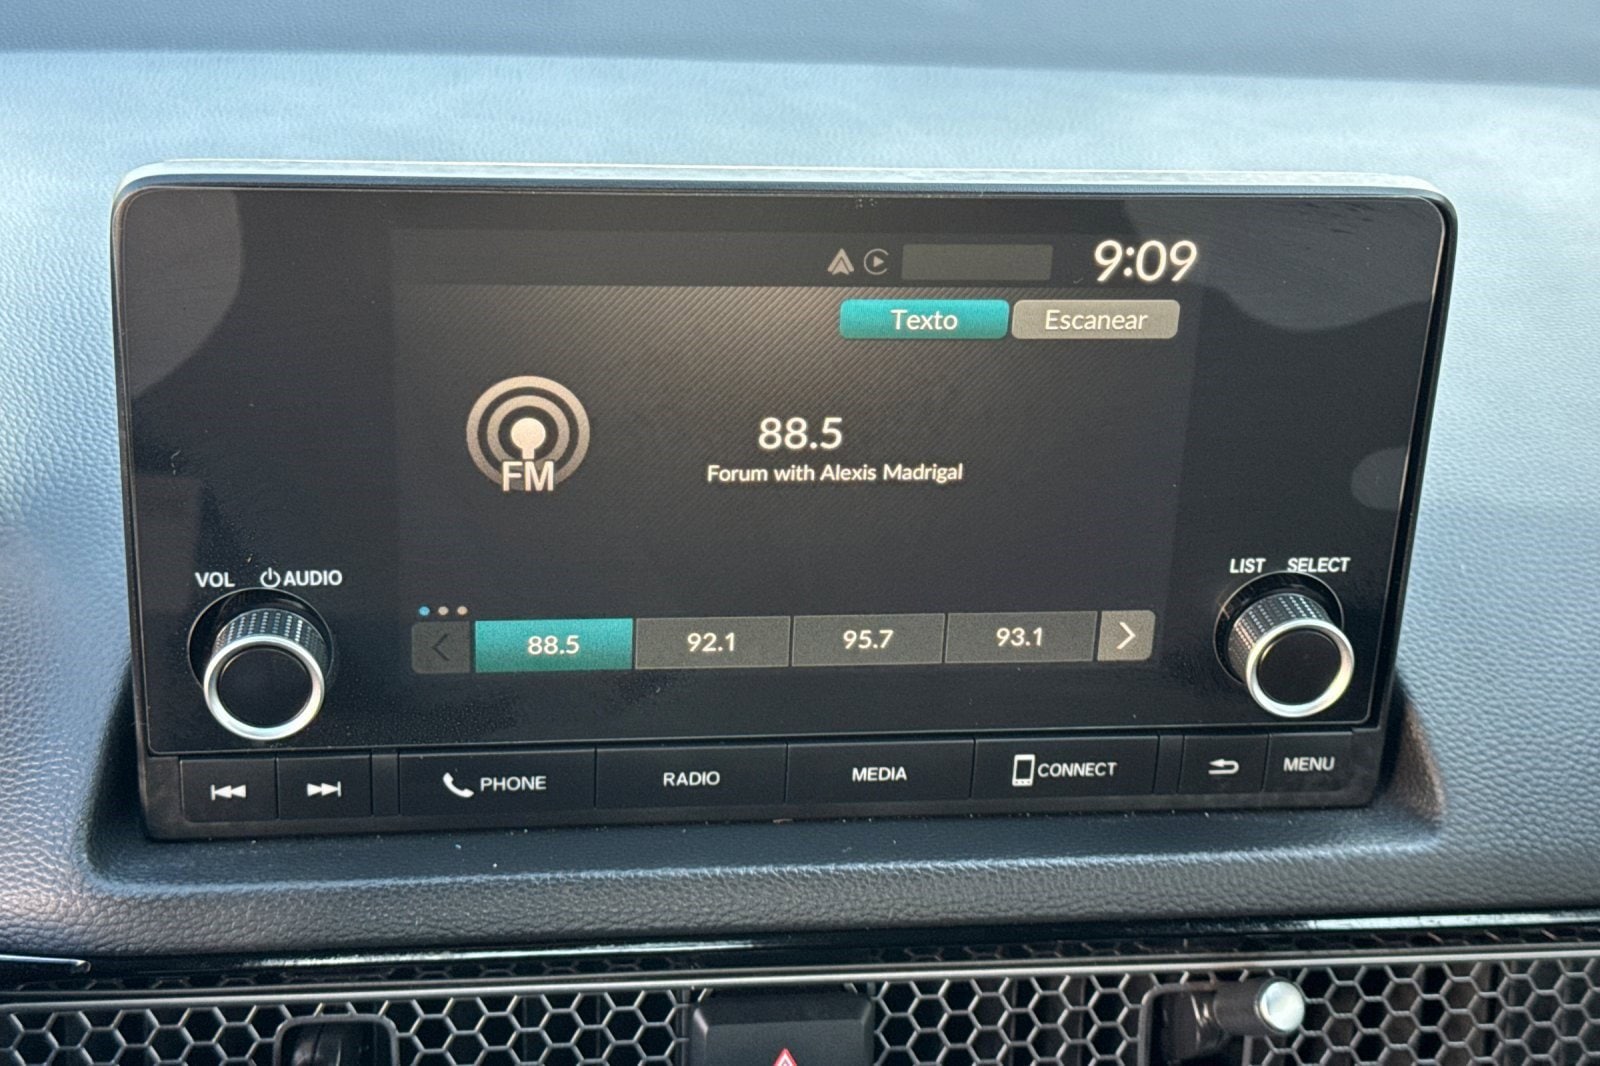 9:09
Texto Escanear
88.5
FM
Forum with Alexis Madrigal
VOL AUDIO
LIST SELECT
88.5 92.1 95.7 93.1
PHONE RADIO MEDIA CONNECT MENU